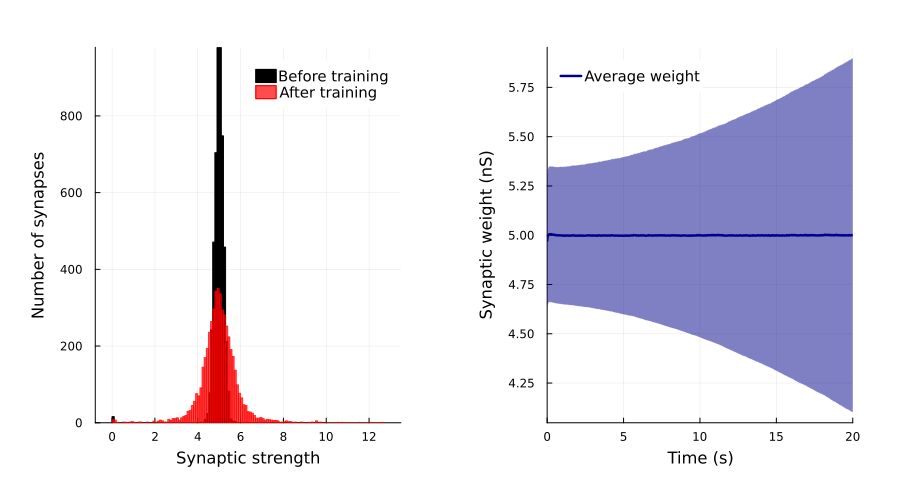 Number of synapses
800
600
400
200
0
0 2 4 6 8 10 12
Synaptic strength
Before training
After training
Synaptic weight (nS)
5.75
5.50
5.25
5.00
4.75
4.50
4.25
0 5 10 15 20
Time (s)
Average weight